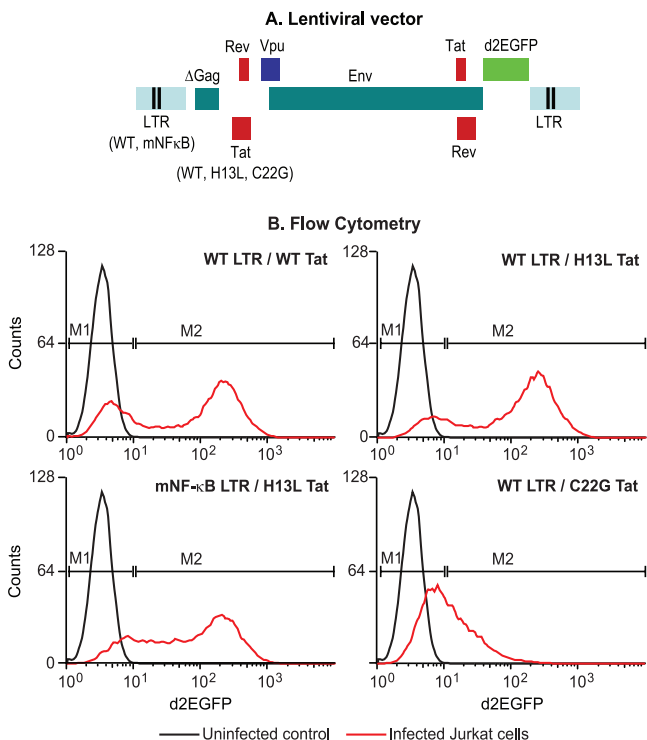 A. Lentiviral vector
Rev Vpu Tat d2EGFP
ΔGag Env
LTR LTR
(WT, mNFκB) Tat Rev
(WT, H13L, C22G)
B. Flow Cytometry
128 WT LTR / WT Tat
M1 M2
64
Counts
0
10⁰ 10¹ 10² 10³
128 WT LTR / H13L Tat
M1 M2
64
0
10⁰ 10¹ 10² 10³
128 mNF-κB LTR / H13L Tat
M1 M2
64
Counts
0
10⁰ 10¹ 10² 10³
d2EGFP
128 WT LTR / C22G Tat
M1 M2
64
0
10⁰ 10¹ 10² 10³
d2EGFP
Uninfected control Infected Jurkat cells